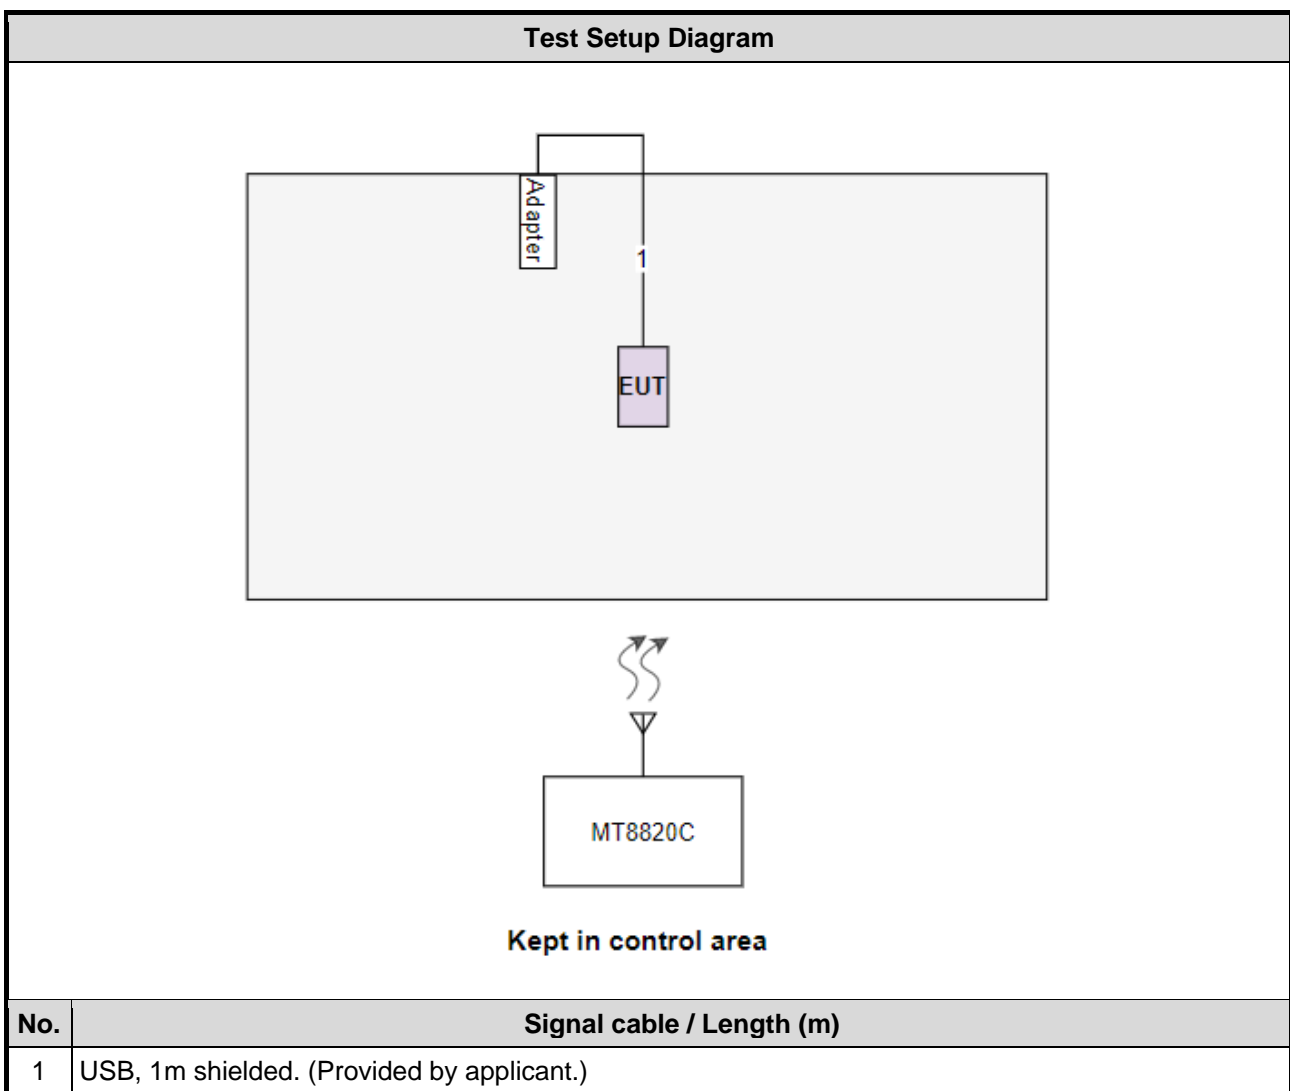 Test Setup Diagram
Adapter
1
EUT
MT8820C
Kept in control area
No. Signal cable / Length (m)
1 USB, 1m shielded. (Provided by applicant.)